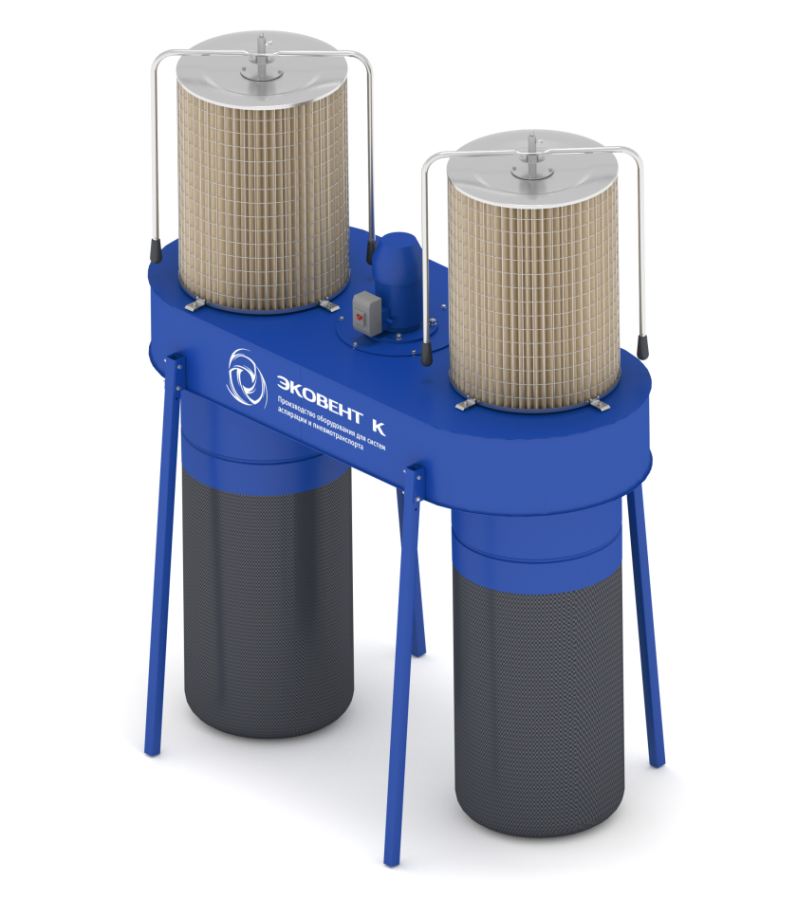 ЭКОВЕНТ К
Производство оборудования для систем
аспирации и пневмотранспорта